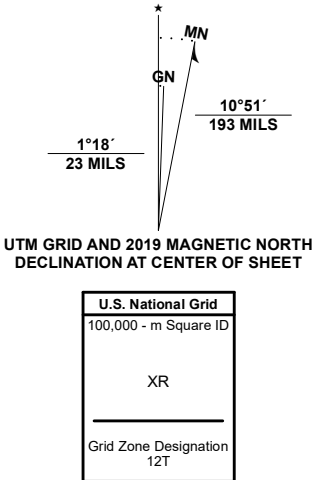 ★
MN
GN
10°51´
193 MILS
1°18´
23 MILS
UTM GRID AND 2019 MAGNETIC NORTH
DECLINATION AT CENTER OF SHEET
U.S. National Grid
100,000 - m Square ID
XR
Grid Zone Designation
12T